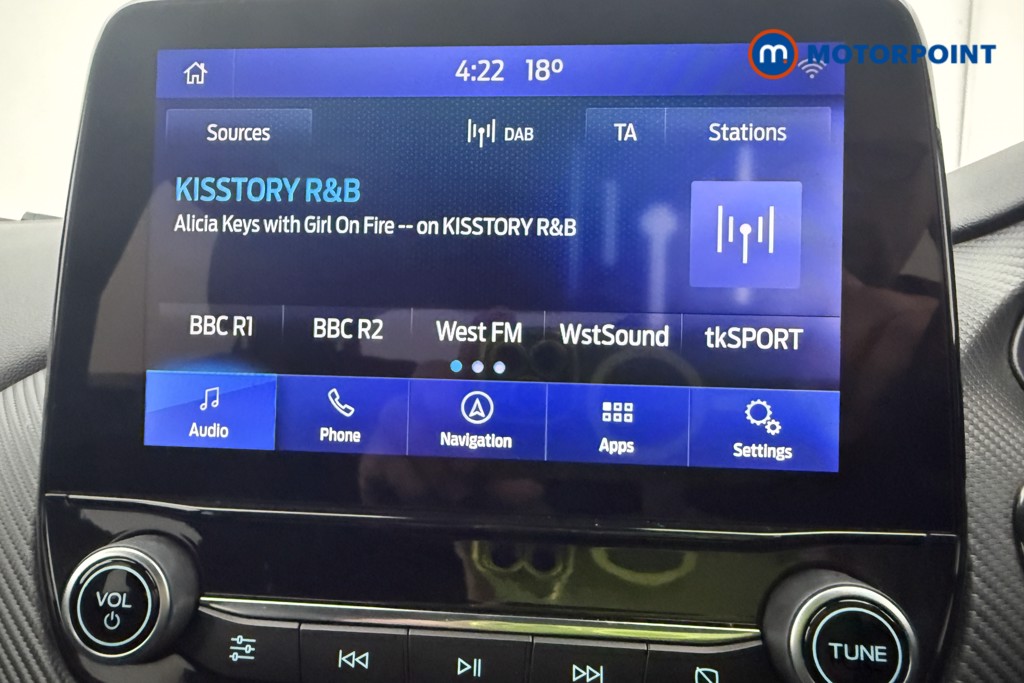 m MOTORPOINT
4:22 18º
Sources DAB TA Stations
KISSTORY R&B
Alicia Keys with Girl On Fire -- on KISSTORY R&B
BBC R1 BBC R2 West FM WstSound tkSPORT
Audio Phone Navigation Apps Settings
VOL TUNE